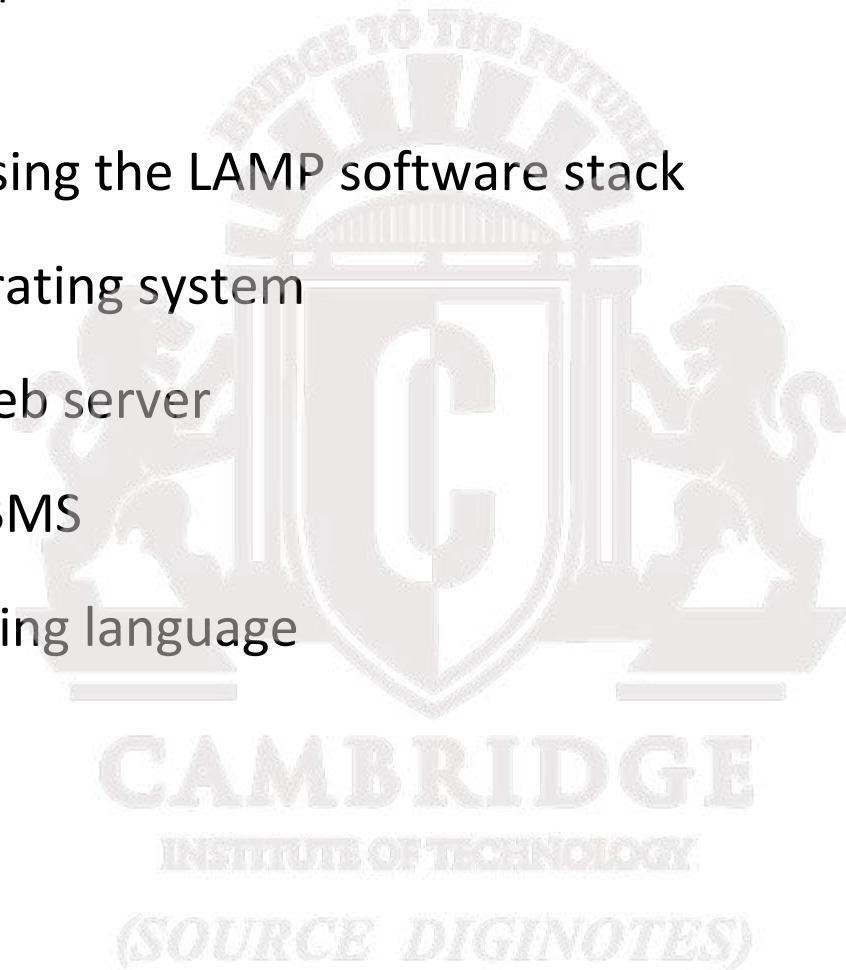 sing the LAMP software stack
rating system
eb server
BMS
ing language
BRIDGE TO THE FUTURE
C
CAMBRIDGE
INSTITUTE OF TECHNOLOGY
(SOURCE DIGINOTES)